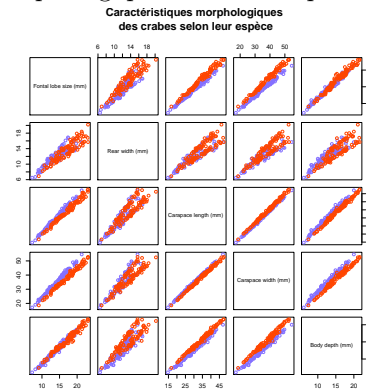 Caractéristiques morphologiques
des crabes selon leur espèce
6 10 14 18
20 30 40 50
Fontal lobe size (mm)
6 10 14 18
Rear width (mm)
Carapace length (mm)
20 30 40 50
Carapace width (mm)
Body depth (mm)
10 15 20
15 25 35 45
10 15 20